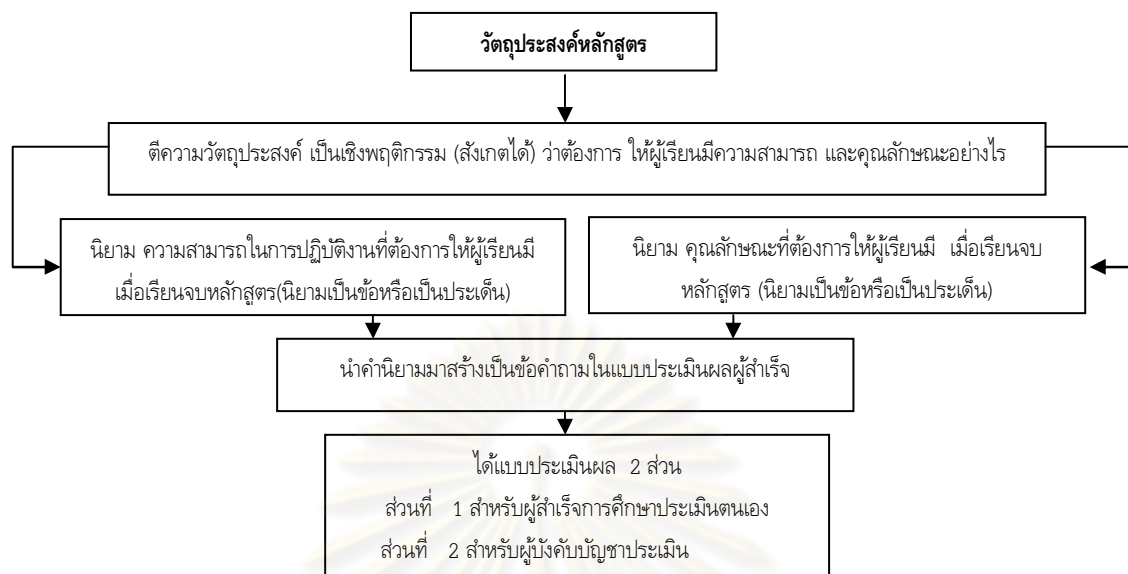 วัตถุประสงค์หลักสูตร
ตีความวัตถุประสงค์ เป็นเชิงพฤติกรรม (สังเกตได้) ว่าต้องการ ให้ผู้เรียนมีความสามารถ และคุณลักษณะอย่างไร
นิยาม ความสามารถในการปฏิบัติงานที่ต้องการให้ผู้เรียนมี
เมื่อเรียนจบหลักสูตร(นิยามเป็นข้อหรือเป็นประเด็น)
นิยาม คุณลักษณะที่ต้องการให้ผู้เรียนมี เมื่อเรียนจบ
หลักสูตร (นิยามเป็นข้อหรือเป็นประเด็น)
นำคำนิยามมาสร้างเป็นข้อคำถามในแบบประเมินผลผู้สำเร็จ
ได้แบบประเมินผล 2 ส่วน
ส่วนที่ 1 สำหรับผู้สำเร็จการศึกษาประเมินตนเอง
ส่วนที่ 2 สำหรับผู้บังคับบัญชาประเมิน